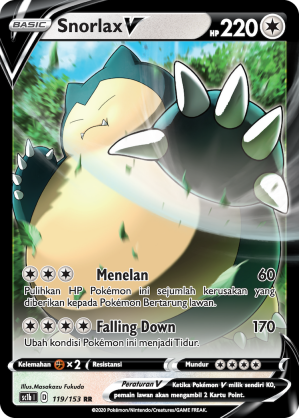 BASIC Snorlax V HP 220
Menelan 60
Pulihkan HP Pokémon ini sejumlah kerusakan yang
diberikan kepada Pokémon Bertarung lawan.
Falling Down 170
Ubah kondisi Pokémon ini menjadi Tidur.
Kelemahan ×2 Resistansi Mundur
Illus. Masakazu Fukuda
Peraturan V Ketika Pokémon V milik sendiri KO,
pemain lawan akan mengambil 2 Kartu Point.
sc1b I D 119/153 RR
©2020 Pokémon/Nintendo/Creatures/GAME FREAK.